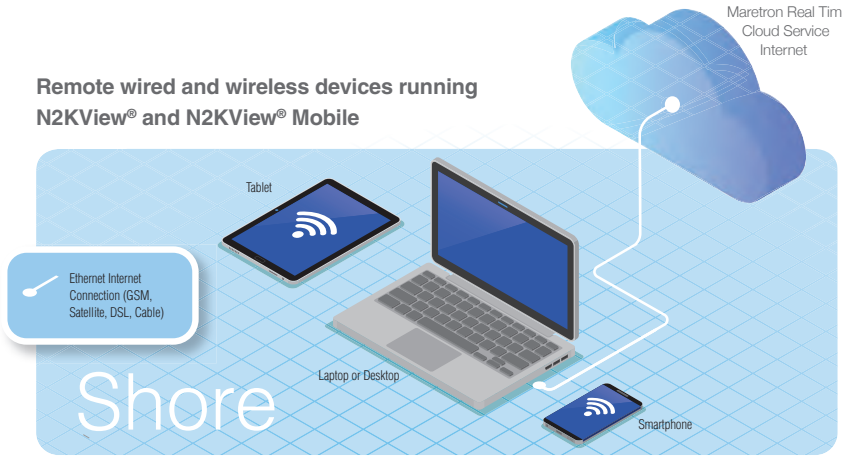 Maretron Real Tim
Cloud Service
Internet
Remote wired and wireless devices running
N2KView® and N2KView® Mobile
Tablet
Ethernet Internet
Connection (GSM,
Satellite, DSL, Cable)
Laptop or Desktop
Shore
Smartphone